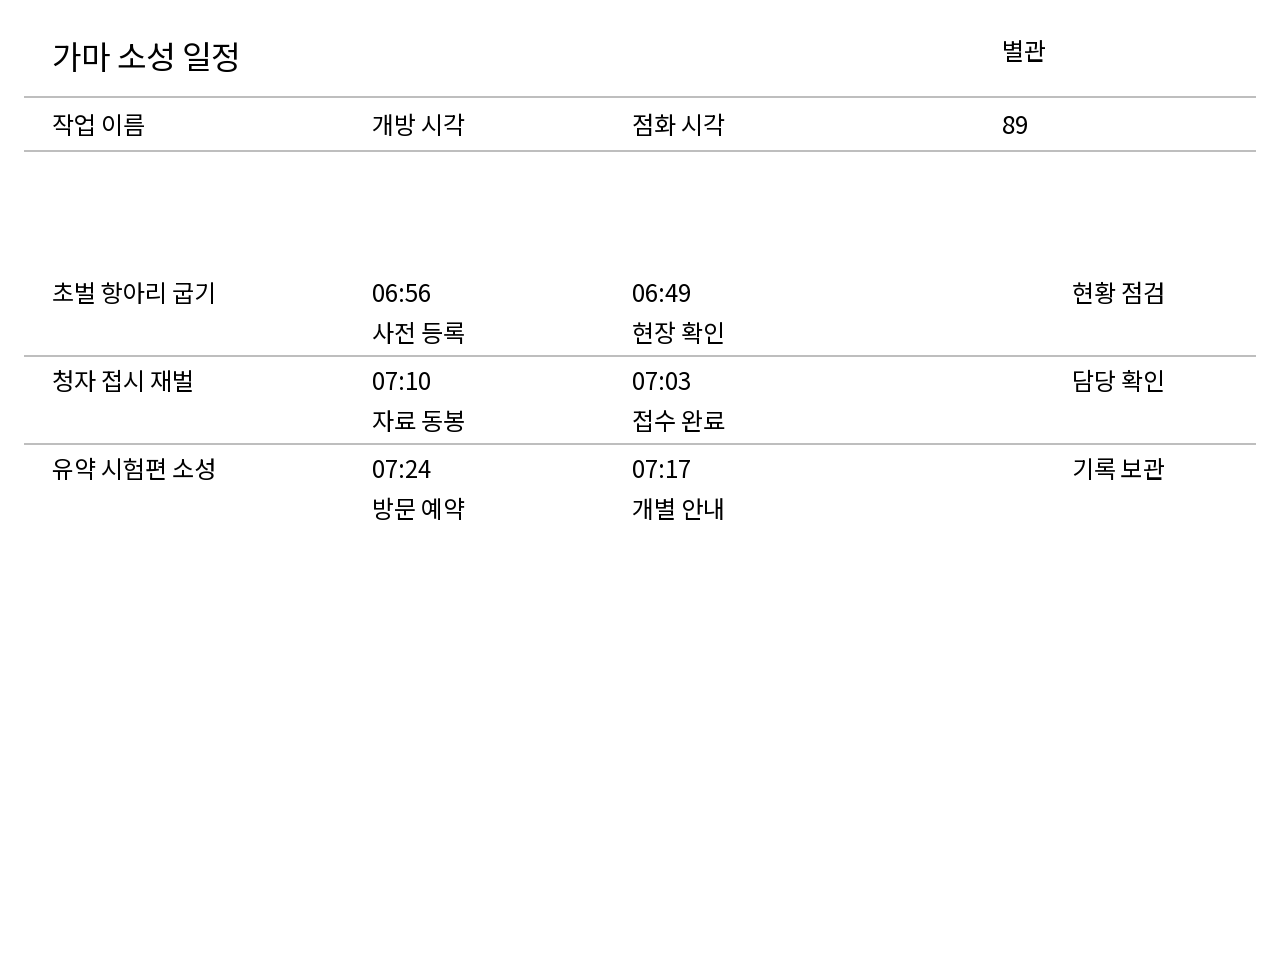 가마 소성 일정 별관
작업 이름 개방 시각 점화 시각 89
초벌 항아리 굽기 06:56 06:49 현황 점검
사전 등록 현장 확인
청자 접시 재벌 07:10 07:03 담당 확인
자료 동봉 접수 완료
유약 시험편 소성 07:24 07:17 기록 보관
방문 예약 개별 안내